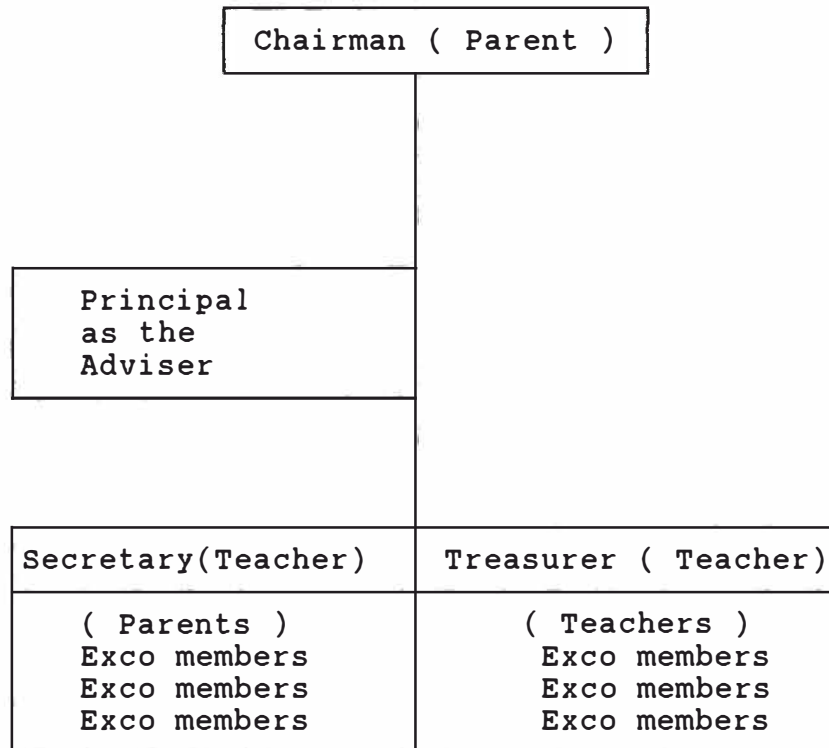 Chairman ( Parent )
Principal
as the
Adviser
Secretary(Teacher)
Treasurer ( Teacher)
( Parents )
Exco members
Exco members
Exco members
( Teachers )
Exco members
Exco members
Exco members